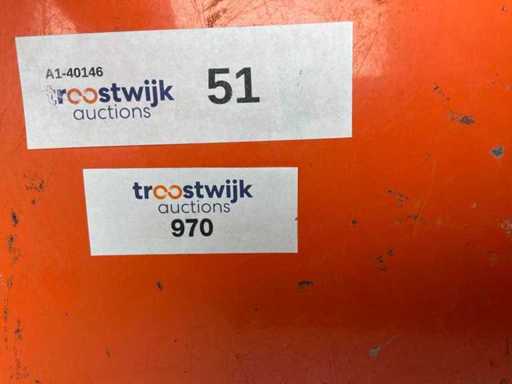 A1-40146
troostwijk 51
auctions
troostwijk
auctions
970